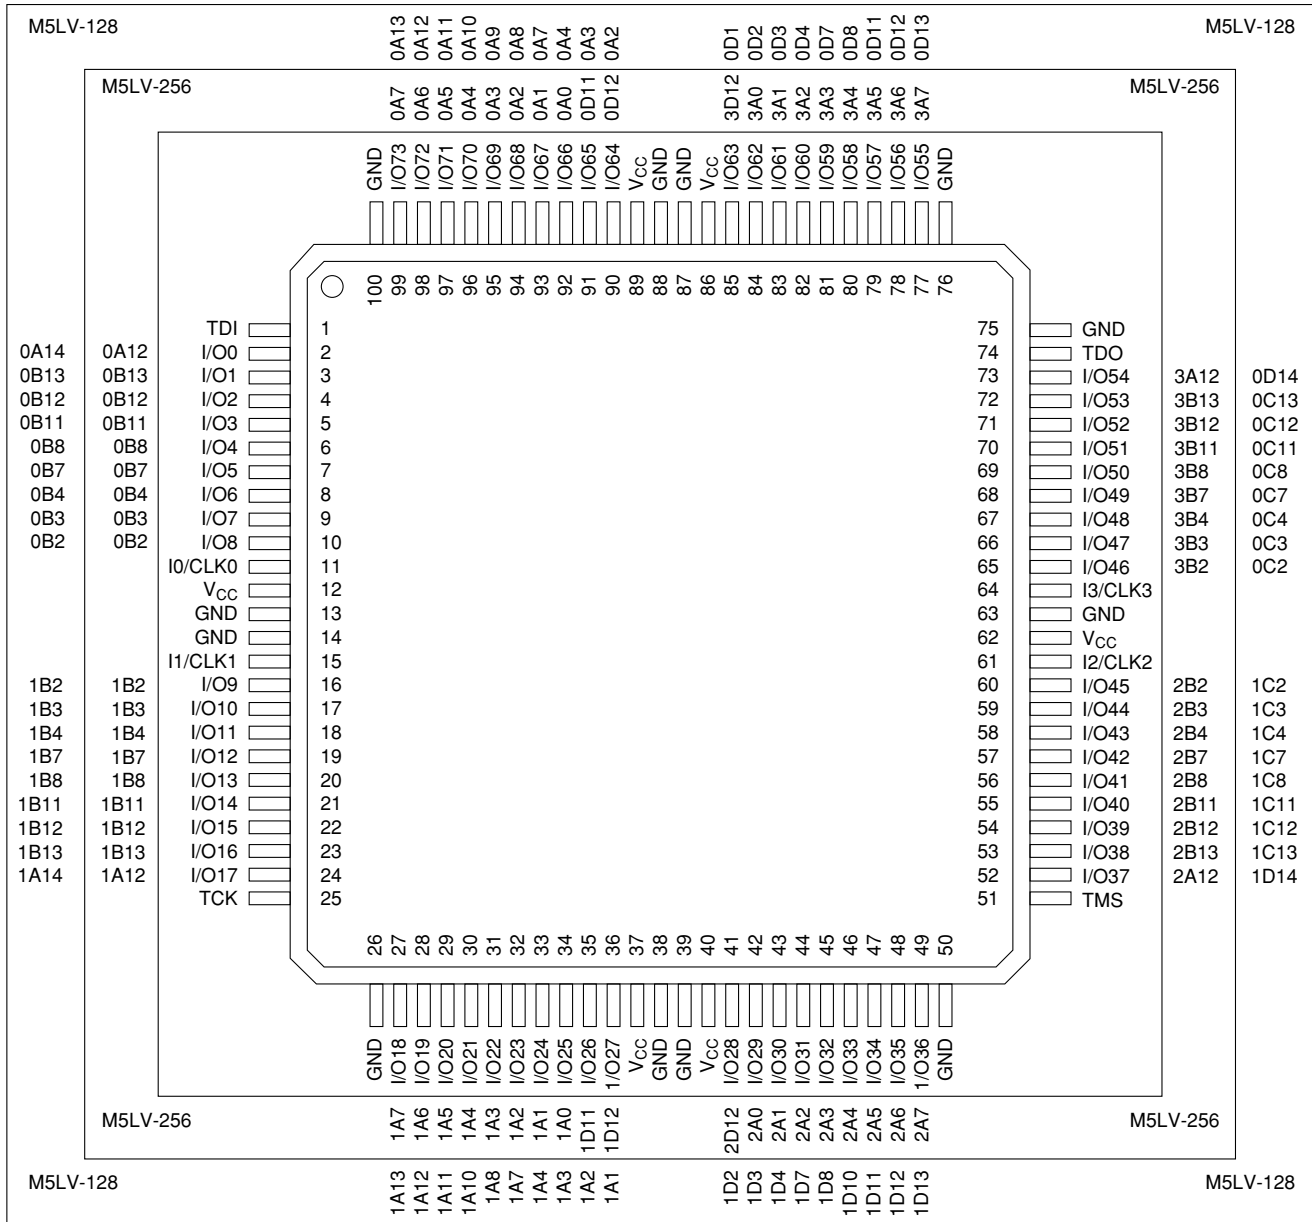 M5LV-128 0A13 0A12 0A11 0A10 0A9 0A8 0A7 0A4 0A3 0A2 0D1 0D2 0D3 0D4 0D7 0D8 0D11 0D12 0D13 M5LV-128
M5LV-256 0A7 0A6 0A5 0A4 0A3 0A2 0A1 0A0 0D11 0D12 3D12 3A0 3A1 3A2 3A3 3A4 3A5 3A6 3A7 M5LV-256
GND I/O73 I/O72 I/O71 I/O70 I/O69 I/O68 I/O67 I/O66 I/O65 I/O64 VCC GND GND VCC I/O63 I/O62 I/O61 I/O60 I/O59 I/O58 I/O57 I/O56 I/O55 GND
100 99 98 97 96 95 94 93 92 91 90 89 88 87 86 85 84 83 82 81 80 79 78 77 76
TDI 1 75 GND
0A14 0A12 I/O0 2 74 TDO
0B13 0B13 I/O1 3 73 I/O54 3A12 0D14
0B12 0B12 I/O2 4 72 I/O53 3B13 0C13
0B11 0B11 I/O3 5 71 I/O52 3B12 0C12
0B8 0B8 I/O4 6 70 I/O51 3B11 0C11
0B7 0B7 I/O5 7 69 I/O50 3B8 0C8
0B4 0B4 I/O6 8 68 I/O49 3B7 0C7
0B3 0B3 I/O7 9 67 I/O48 3B4 0C4
0B2 0B2 I/O8 10 66 I/O47 3B3 0C3
I0/CLK0 11 65 I/O46 3B2 0C2
VCC 12 64 I3/CLK3
GND 13 63 GND
GND 14 62 VCC
I1/CLK1 15 61 I2/CLK2
1B2 1B2 I/O9 16 60 I/O45 2B2 1C2
1B3 1B3 I/O10 17 59 I/O44 2B3 1C3
1B4 1B4 I/O11 18 58 I/O43 2B4 1C4
1B7 1B7 I/O12 19 57 I/O42 2B7 1C7
1B8 1B8 I/O13 20 56 I/O41 2B8 1C8
1B11 1B11 I/O14 21 55 I/O40 2B11 1C11
1B12 1B12 I/O15 22 54 I/O39 2B12 1C12
1B13 1B13 I/O16 23 53 I/O38 2B13 1C13
1A14 1A12 I/O17 24 52 I/O37 2A12 1D14
TCK 25 51 TMS
26 27 28 29 30 31 32 33 34 35 36 37 38 39 40 41 42 43 44 45 46 47 48 49 50
GND I/O18 I/O19 I/O20 I/O21 I/O22 I/O23 I/O24 I/O25 I/O26 1/O27 VCC GND GND VCC I/O28 I/O29 I/O30 I/O31 I/O32 I/O33 I/O34 I/O35 1/O36 GND
M5LV-256 1A7 1A6 1A5 1A4 1A3 1A2 1A1 1A0 1D11 1D12 2D12 2A0 2A1 2A2 2A3 2A4 2A5 2A6 2A7 M5LV-256
M5LV-128 1A13 1A12 1A11 1A10 1A8 1A7 1A4 1A3 1A2 1A1 1D2 1D3 1D4 1D7 1D8 1D10 1D11 1D12 1D13 M5LV-128